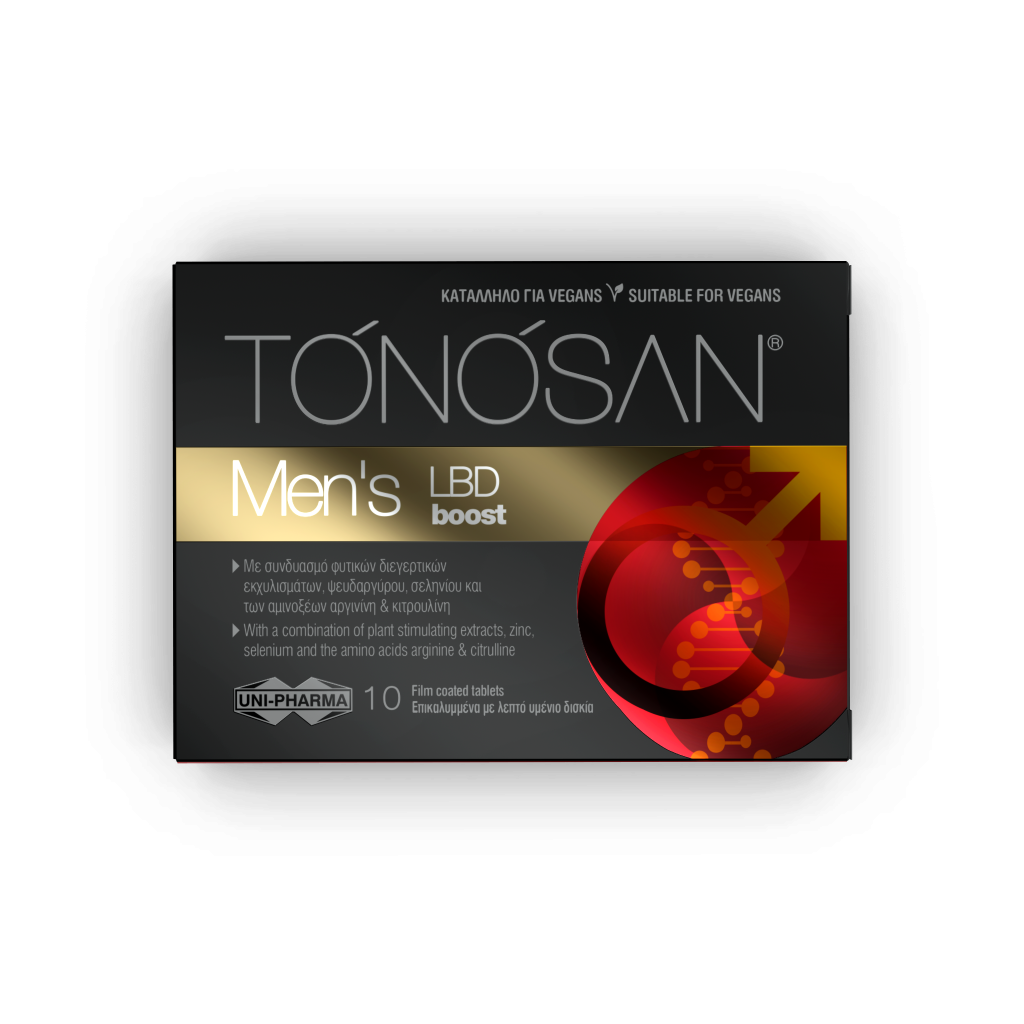 ΚΑΤΑΛΛΗΛΟ ΓΙΑ VEGANS SUITABLE FOR VEGANS
TÓNÓSAN®
Men's LBD
boost
Με συνδυασμό φυτικών διεγερτικών
εκχυλισμάτων, ψευδαργύρου, σεληνίου και
των αμινοξέων αργινίνη & κιτρουλίνη
With a combination of plant stimulating extracts, zinc,
selenium and the amino acids arginine & citrulline
UNI-PHARMA 10 Film coated tablets
Επικαλυμμένα με λεπτό υμένιο δισκία